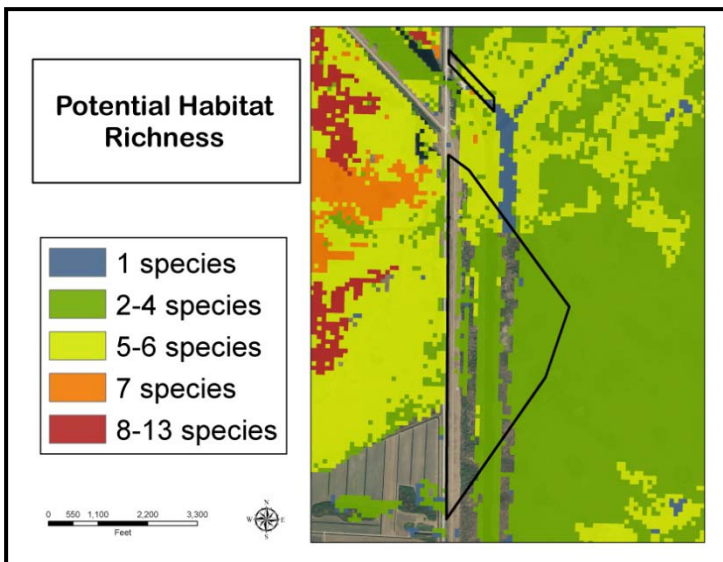 Potential Habitat
Richness
1 species
2-4 species
5-6 species
7 species
8-13 species
0 550 1,100 2,200 3,300
Feet
N
W E
S